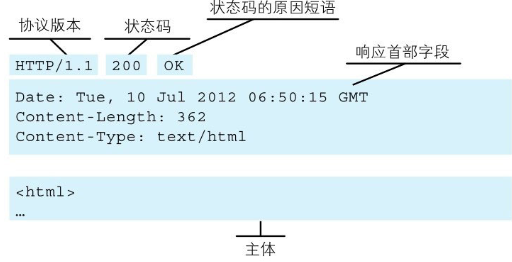 协议版本 状态码 状态码的原因短语
HTTP/1.1 200 OK
响应首部字段
Date: Tue, 10 Jul 2012 06:50:15 GMT
Content-Length: 362
Content-Type: text/html
<html>
…
主体